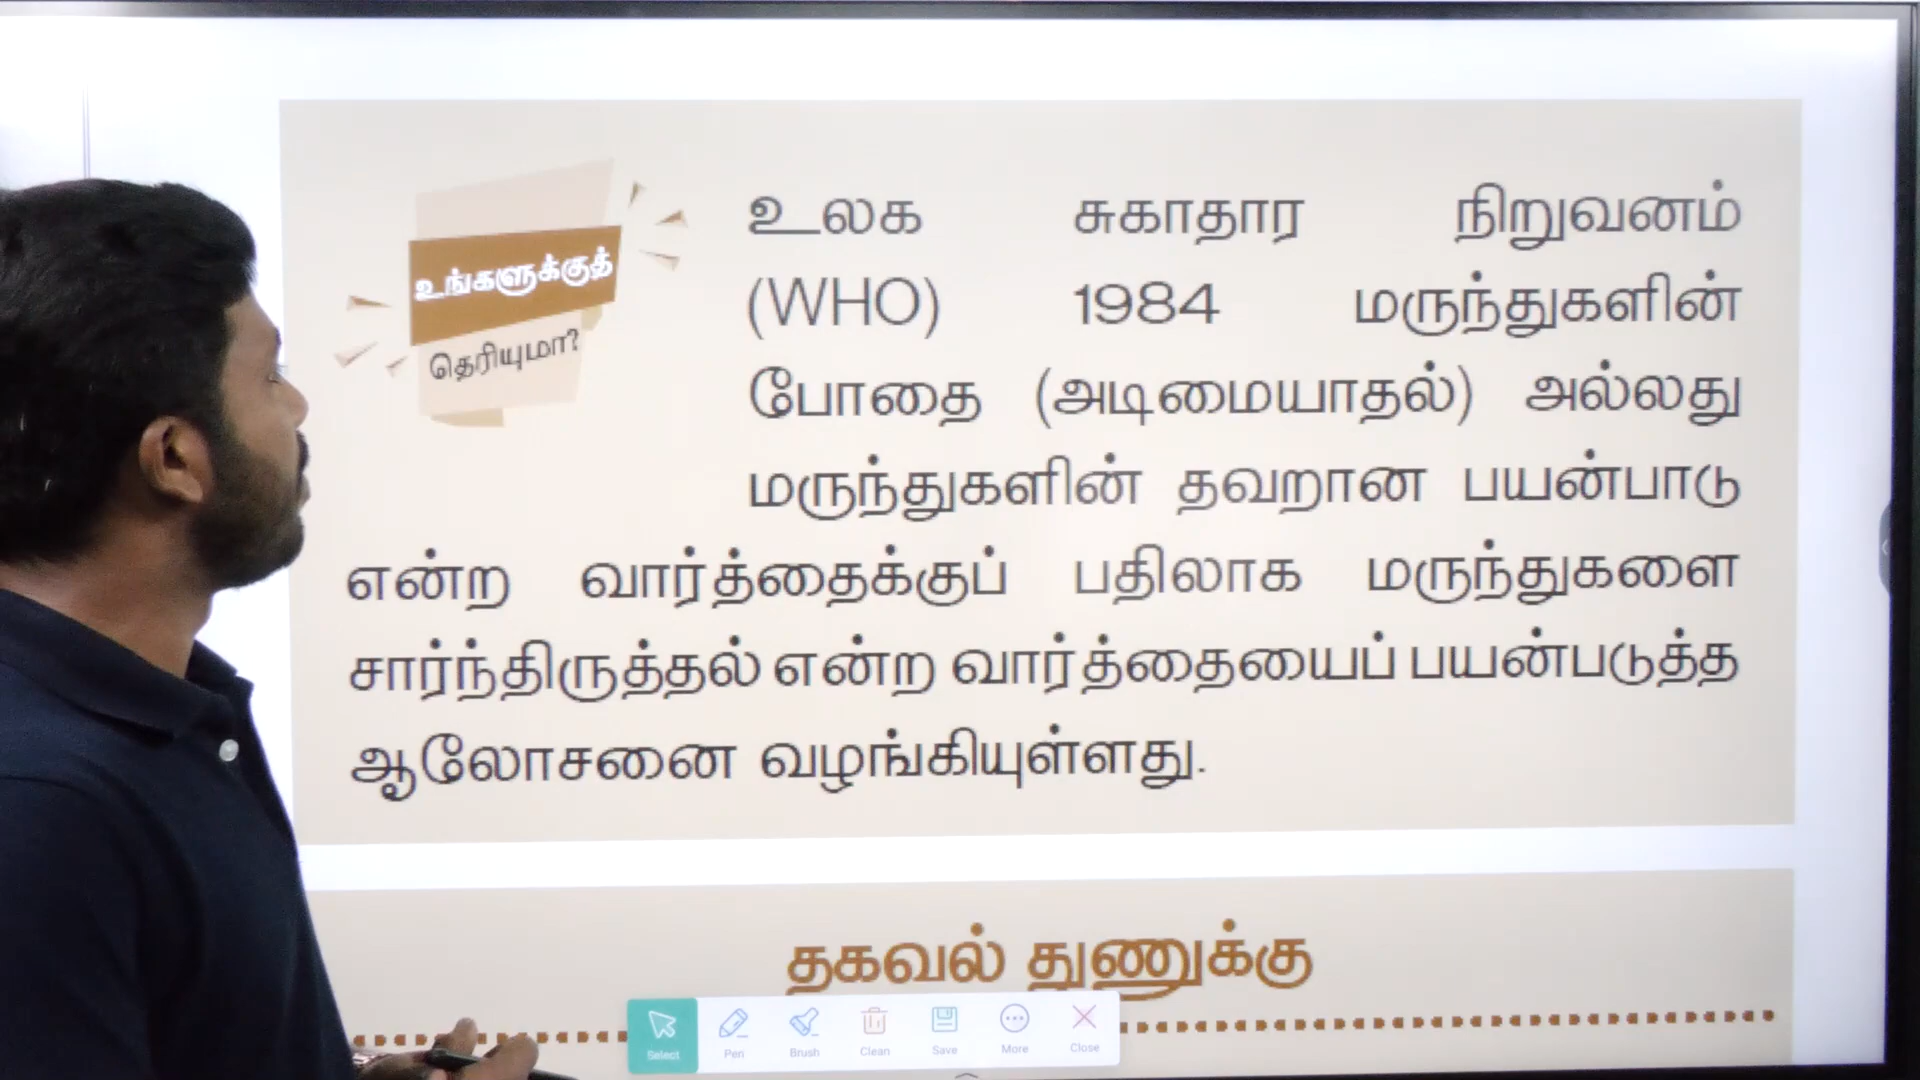 உங்களுக்குத்
தெரியுமா?
உலக சுகாதார நிறுவனம்
(WHO) 1984 மருந்துகளின்
போதை (அடிமையாதல்) அல்லது
மருந்துகளின் தவறான பயன்பாடு
என்ற வார்த்தைக்குப் பதிலாக மருந்துகளை
சார்ந்திருத்தல் என்ற வார்த்தையைப் பயன்படுத்த
ஆலோசனை வழங்கியுள்ளது.
தகவல் துணுக்கு
Select Pen Brush Clean Save More Close